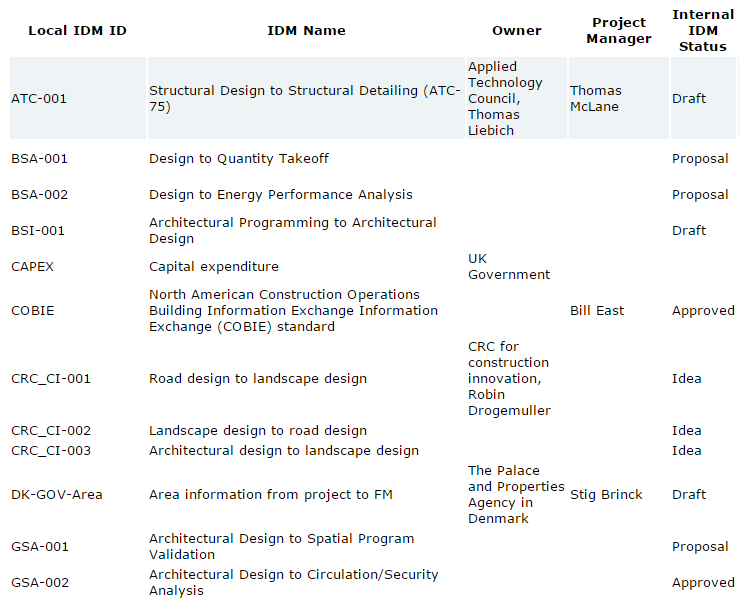 Local IDM ID IDM Name Owner Project Manager Internal IDM Status
ATC-001 Structural Design to Structural Detailing (ATC-75) Applied Technology Council, Thomas Liebich Thomas McLane Draft
BSA-001 Design to Quantity Takeoff Proposal
BSA-002 Design to Energy Performance Analysis Proposal
BSI-001 Architectural Programming to Architectural Design Draft
CAPEX Capital expenditure UK Government
COBIE North American Construction Operations Building Information Exchange Information Exchange (COBIE) standard Bill East Approved
CRC_CI-001 Road design to landscape design CRC for construction innovation, Robin Drogemuller Idea
CRC_CI-002 Landscape design to road design Idea
CRC_CI-003 Architectural design to landscape design Idea
DK-GOV-Area Area information from project to FM The Palace and Properties Agency in Denmark Stig Brinck Draft
GSA-001 Architectural Design to Spatial Program Validation Proposal
GSA-002 Architectural Design to Circulation/Security Analysis Approved